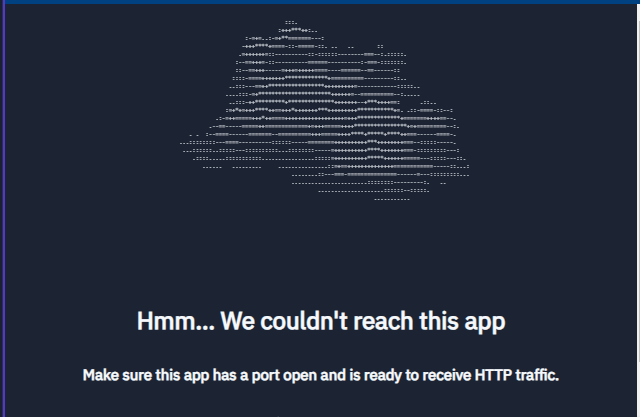 Hmm... We couldn't reach this app
Make sure this app has a port open and is ready to receive HTTP traffic.